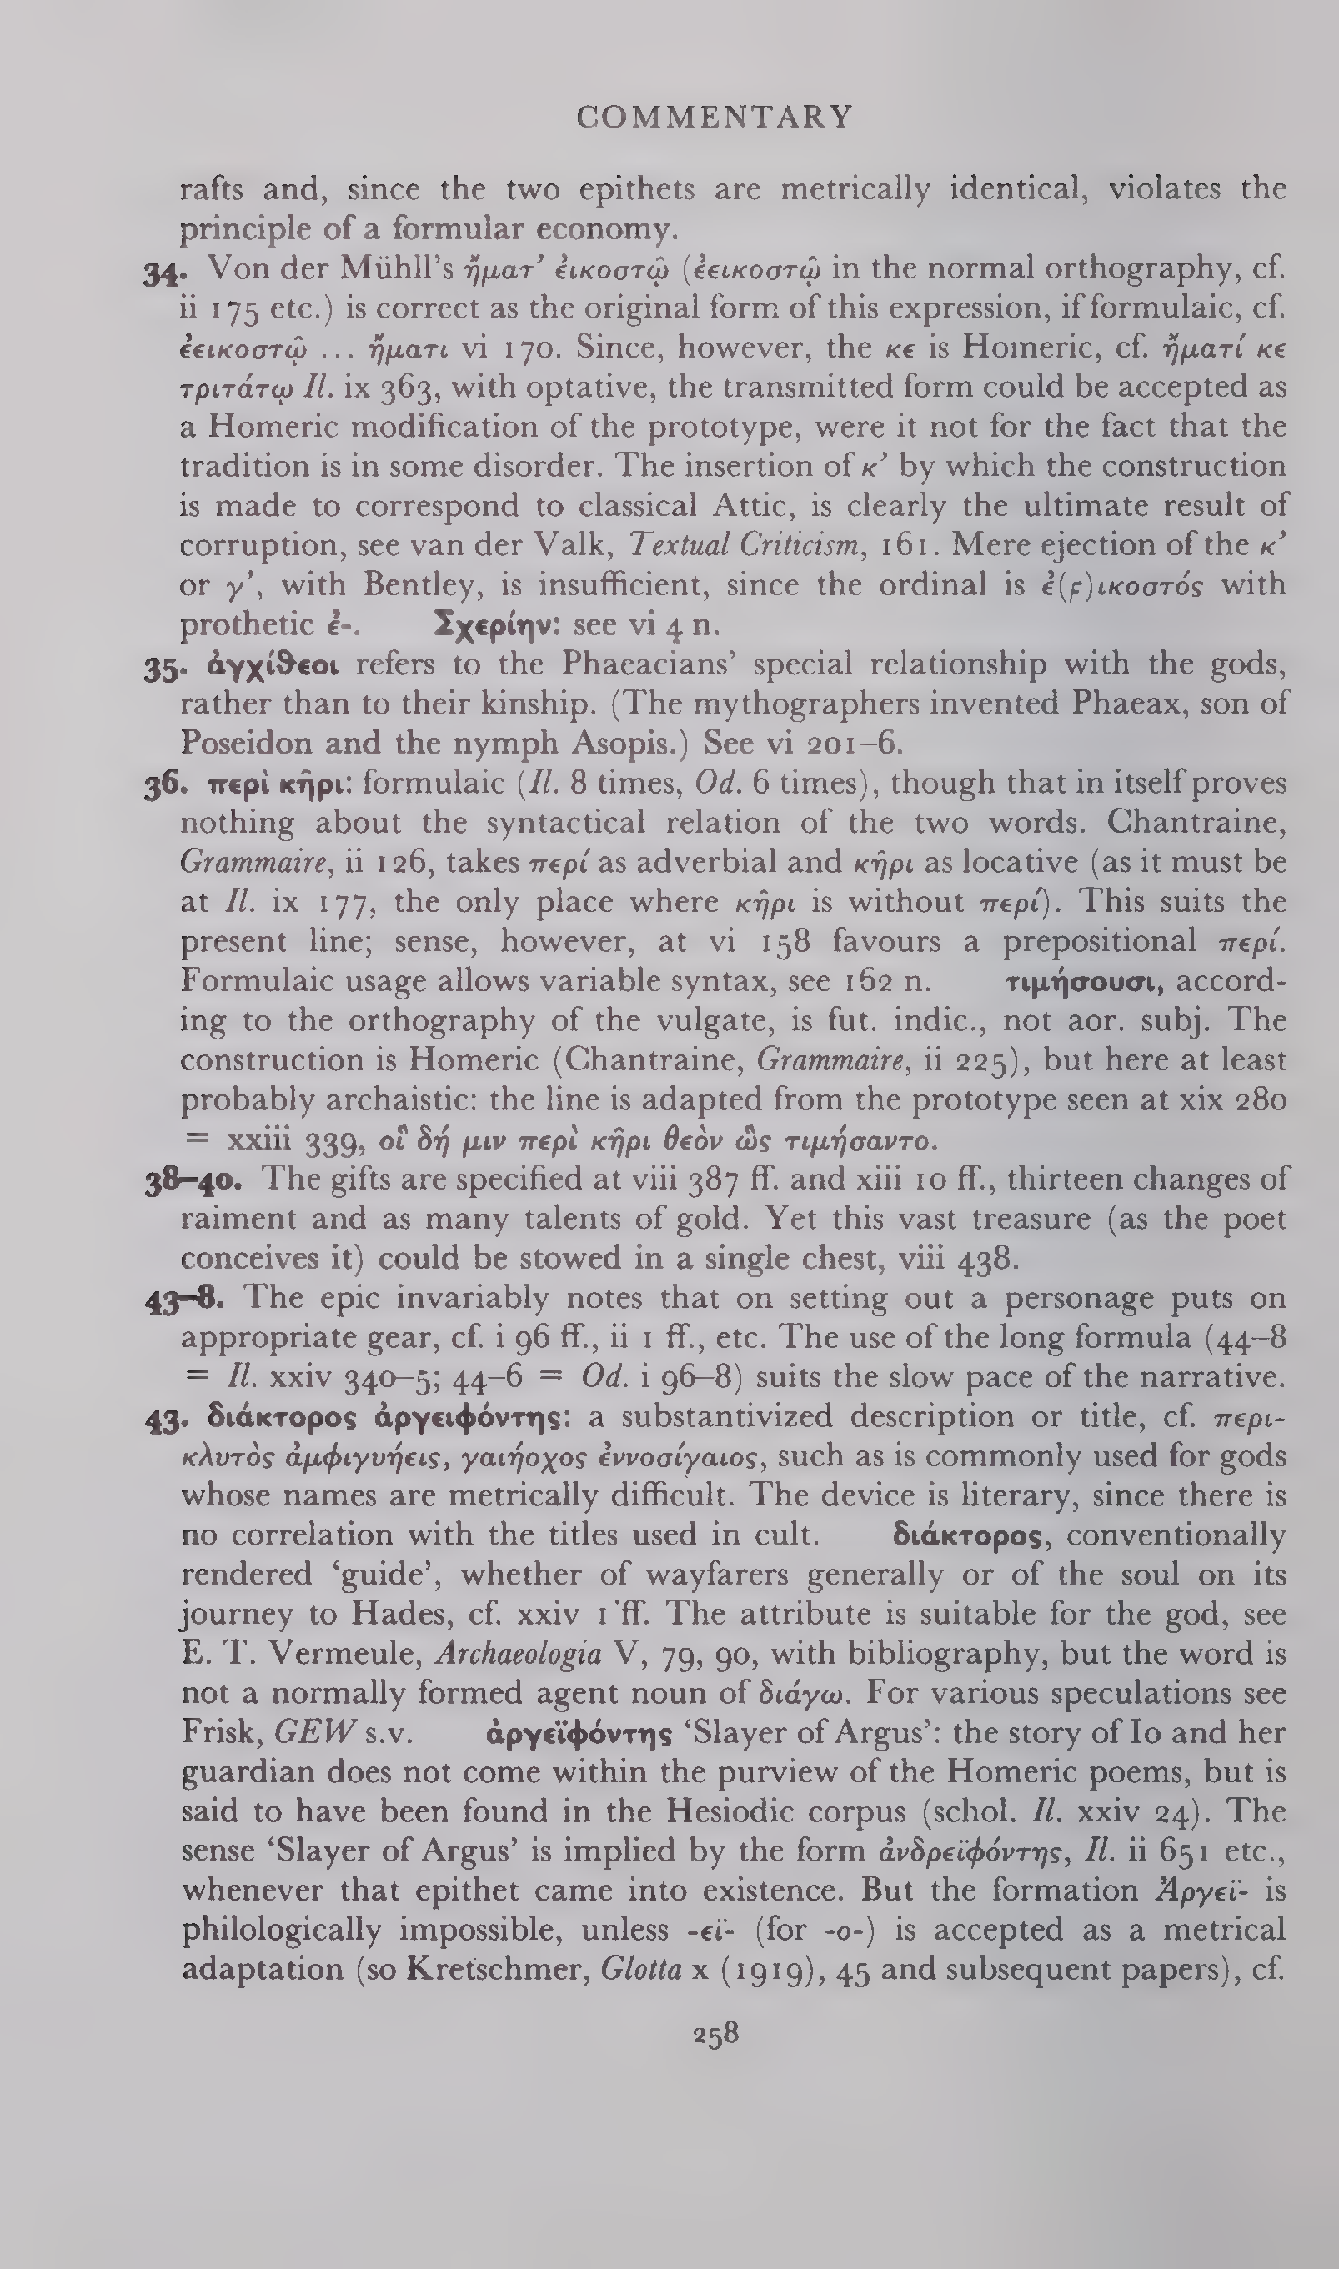 COMMENTARY
rafts and, since the two epithets are metrically identical, violates the
principle of a formular economy.
34. Von der Mühll's ἤματ' ἐικοστῷ (ἐεικοστῷ in the normal orthography, cf.
ii 175 etc.) is correct as the original form of this expression, if formulaic, cf.
ἐεικοστῷ ... ἤματι vi 170. Since, however, the κε is Homeric, cf. ἤματί κε
τριτάτῳ Il. ix 363, with optative, the transmitted form could be accepted as
a Homeric modification of the prototype, were it not for the fact that the
tradition is in some disorder. The insertion of κ' by which the construction
is made to correspond to classical Attic, is clearly the ultimate result of
corruption, see van der Valk, Textual Criticism, 161. Mere ejection of the κ'
or γ', with Bentley, is insufficient, since the ordinal is ἐ(ϝ)ικοστός with
prothetic ἐ-. Σχερίην: see vi 4 n.
35. ἀγχίθεοι refers to the Phaeacians' special relationship with the gods,
rather than to their kinship. (The mythographers invented Phaeax, son of
Poseidon and the nymph Asopis.) See vi 201–6.
36. περὶ κῆρι: formulaic (Il. 8 times, Od. 6 times), though that in itself proves
nothing about the syntactical relation of the two words. Chantraine,
Grammaire, ii 126, takes περί as adverbial and κῆρι as locative (as it must be
at Il. ix 177, the only place where κῆρι is without περί). This suits the
present line; sense, however, at vi 158 favours a prepositional περί.
Formulaic usage allows variable syntax, see 162 n. τιμήσουσι, accord-
ing to the orthography of the vulgate, is fut. indic., not aor. subj. The
construction is Homeric (Chantraine, Grammaire, ii 225), but here at least
probably archaistic: the line is adapted from the prototype seen at xix 280
= xxiii 339, οἳ δή μιν περὶ κῆρι θεὸν ὣς τιμήσαντο.
38–40. The gifts are specified at viii 387 ff. and xiii 10 ff., thirteen changes of
raiment and as many talents of gold. Yet this vast treasure (as the poet
conceives it) could be stowed in a single chest, viii 438.
43–8. The epic invariably notes that on setting out a personage puts on
appropriate gear, cf. i 96 ff., ii 1 ff., etc. The use of the long formula (44–8
= Il. xxiv 340–5; 44–6 = Od. i 96–8) suits the slow pace of the narrative.
43. διάκτορος ἀργειφόντης: a substantivized description or title, cf. περι-
κλυτὸς ἀμφιγυήεις, γαιήοχος ἐννοσίγαιος, such as is commonly used for gods
whose names are metrically difficult. The device is literary, since there is
no correlation with the titles used in cult. διάκτορος, conventionally
rendered 'guide', whether of wayfarers generally or of the soul on its
journey to Hades, cf. xxiv 1 ff. The attribute is suitable for the god, see
E. T. Vermeule, Archaeologia V, 79, 90, with bibliography, but the word is
not a normally formed agent noun of διάγω. For various speculations see
Frisk, GEW s.v. ἀργεϊφόντης 'Slayer of Argus': the story of Io and her
guardian does not come within the purview of the Homeric poems, but is
said to have been found in the Hesiodic corpus (schol. Il. xxiv 24). The
sense 'Slayer of Argus' is implied by the form ἀνδρεϊφόντης, Il. ii 651 etc.,
whenever that epithet came into existence. But the formation Ἀργεϊ- is
philologically impossible, unless -εϊ- (for -ο-) is accepted as a metrical
adaptation (so Kretschmer, Glotta x (1919), 45 and subsequent papers), cf.
258